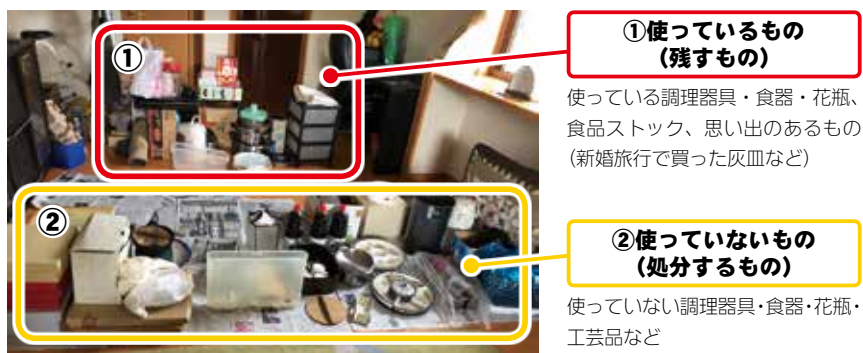 ①
①使っているもの
（残すもの）
使っている調理器具・食器・花瓶、
食品ストック、思い出のあるもの
（新婚旅行で買った灰皿など）
②
②使っていないもの
（処分するもの）
使っていない調理器具・食器・花瓶・
工芸品など